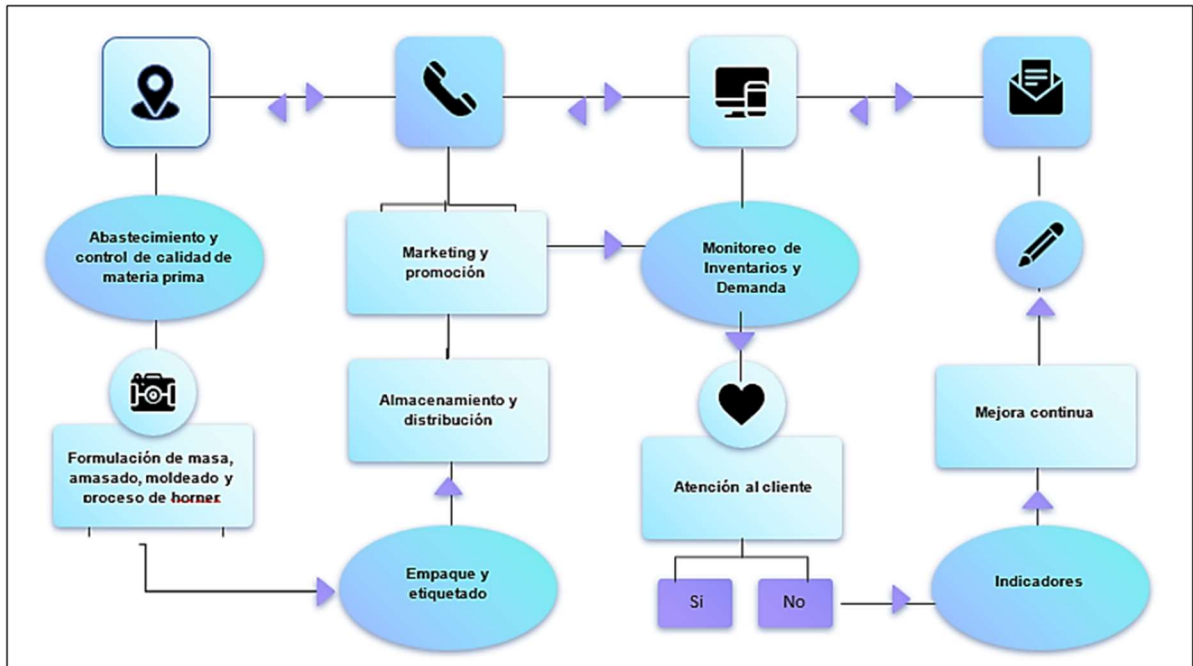 Abastecimiento y
control de calidad de
materia prima
Formulación de masa,
amasado, moldeado y
proceso de horner
Marketing y
promoción
Almacenamiento y
distribución
Empaque y
etiquetado
Monitoreo de
Inventarios y
Demanda
Atención al cliente
Si
No
Mejora continua
Indicadores